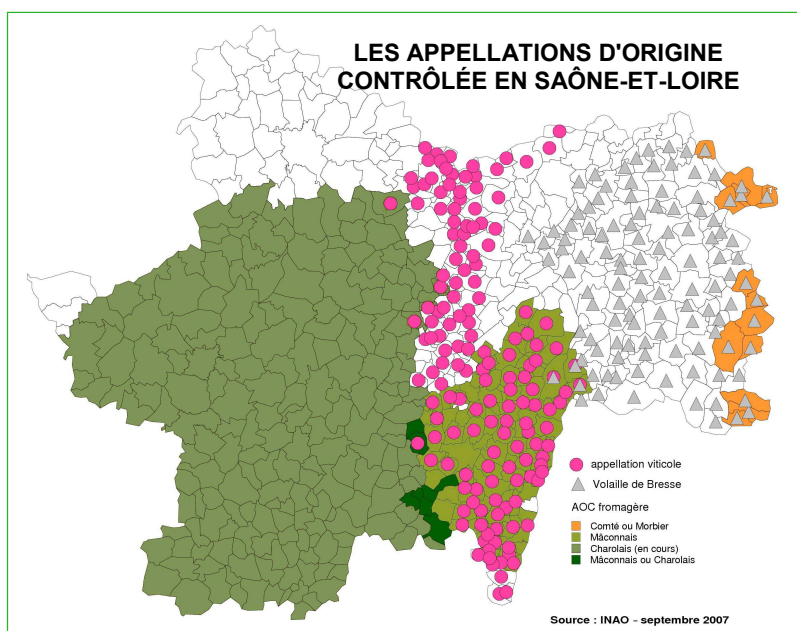 LES APPELLATIONS D'ORIGINE
CONTRÔLÉE EN SAÔNE-ET-LOIRE
appellation viticole
Volaille de Bresse
AOC fromagère
Comté ou Morbier
Mâconnais
Charolais (en cours)
Mâconnais ou Charolais
Source : INAO - septembre 2007